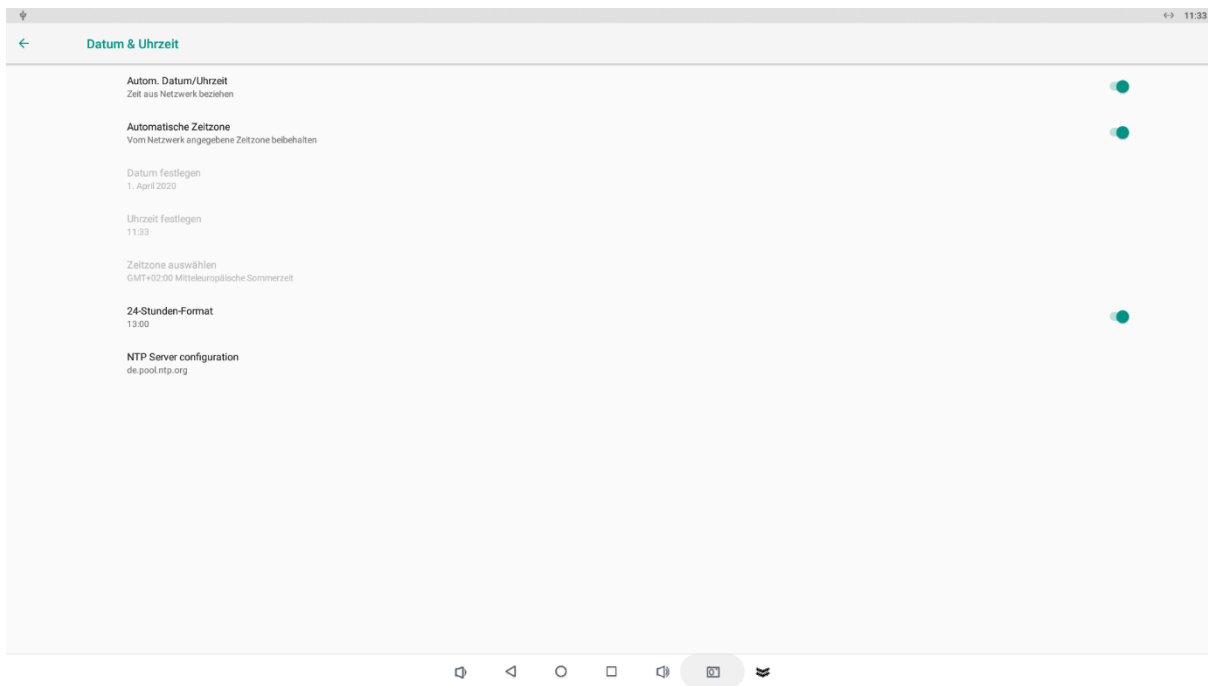 11:33
Datum & Uhrzeit
Autom. Datum/Uhrzeit
Zeit aus Netzwerk beziehen
Automatische Zeitzone
Vom Netzwerk angegebene Zeitzone beibehalten
Datum festlegen
1. April 2020
Uhrzeit festlegen
11:33
Zeitzone auswählen
GMT+02:00 Mitteleuropäische Sommerzeit
24-Stunden-Format
13:00
NTP Server configuration
de.pool.ntp.org